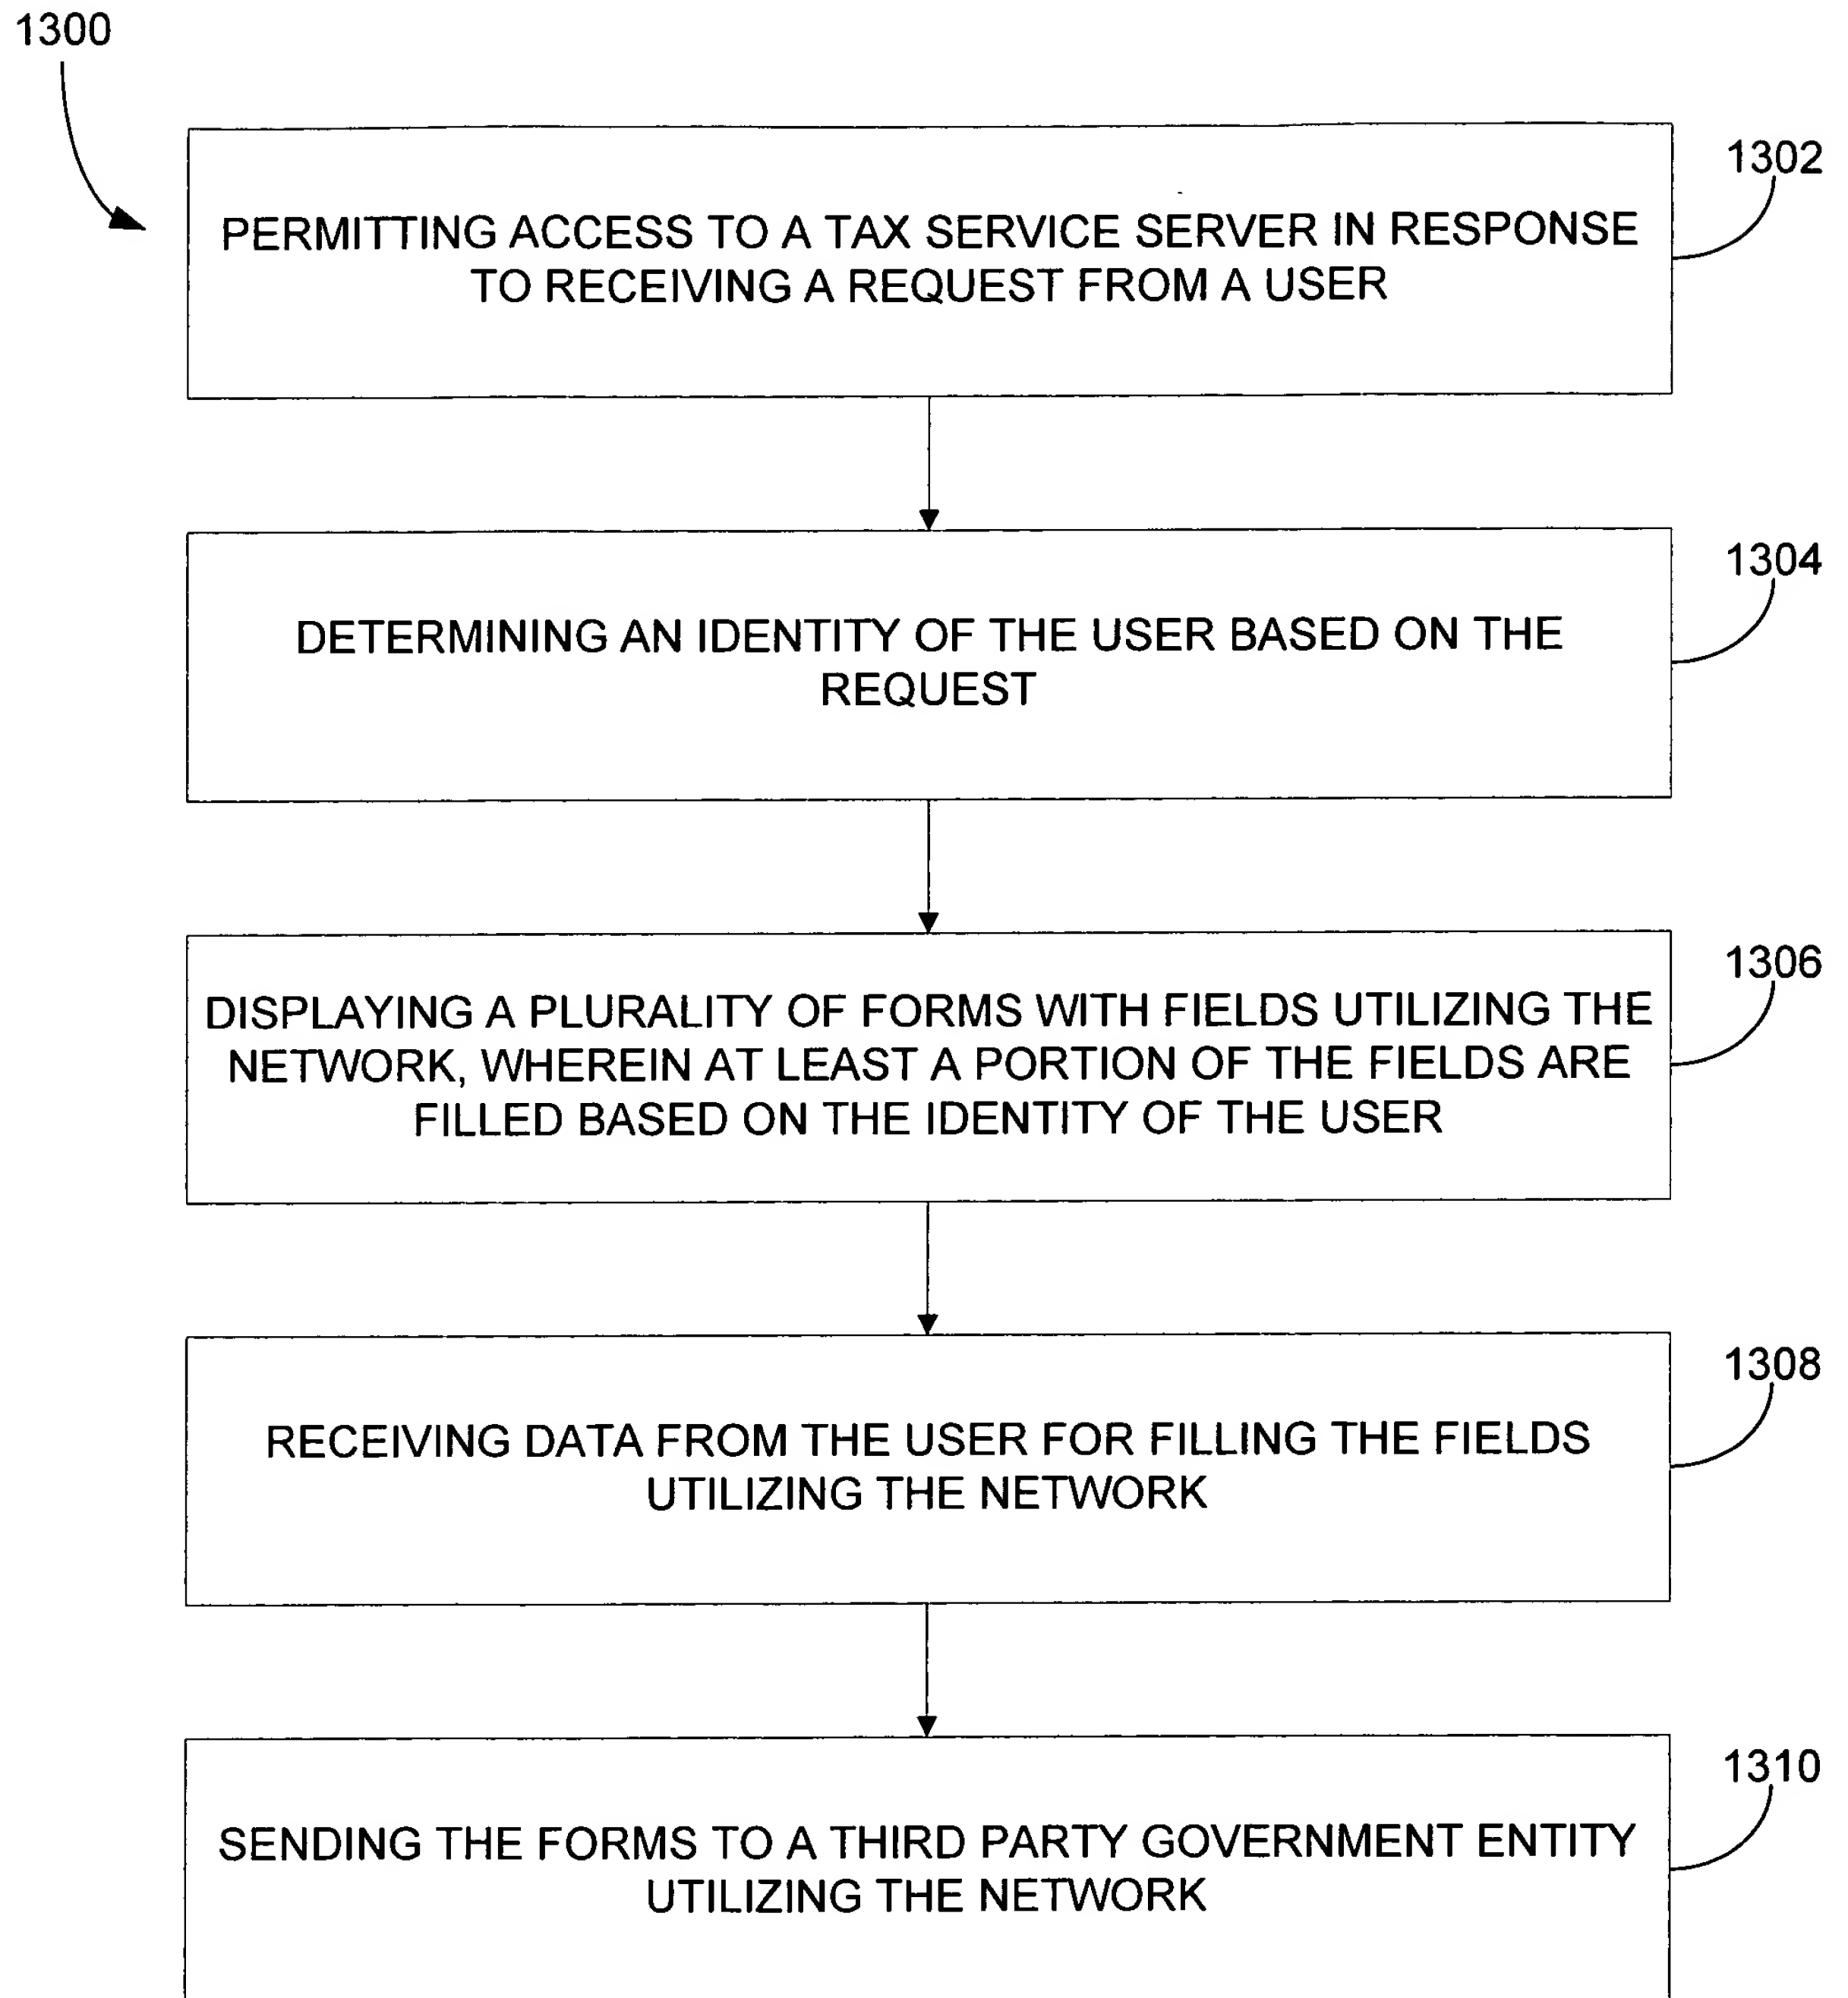 1300
1302
PERMITTING ACCESS TO A TAX SERVICE SERVER IN RESPONSE
TO RECEIVING A REQUEST FROM A USER
1304
DETERMINING AN IDENTITY OF THE USER BASED ON THE
REQUEST
1306
DISPLAYING A PLURALITY OF FORMS WITH FIELDS UTILIZING THE
NETWORK, WHEREIN AT LEAST A PORTION OF THE FIELDS ARE
FILLED BASED ON THE IDENTITY OF THE USER
1308
RECEIVING DATA FROM THE USER FOR FILLING THE FIELDS
UTILIZING THE NETWORK
1310
SENDING THE FORMS TO A THIRD PARTY GOVERNMENT ENTITY
UTILIZING THE NETWORK